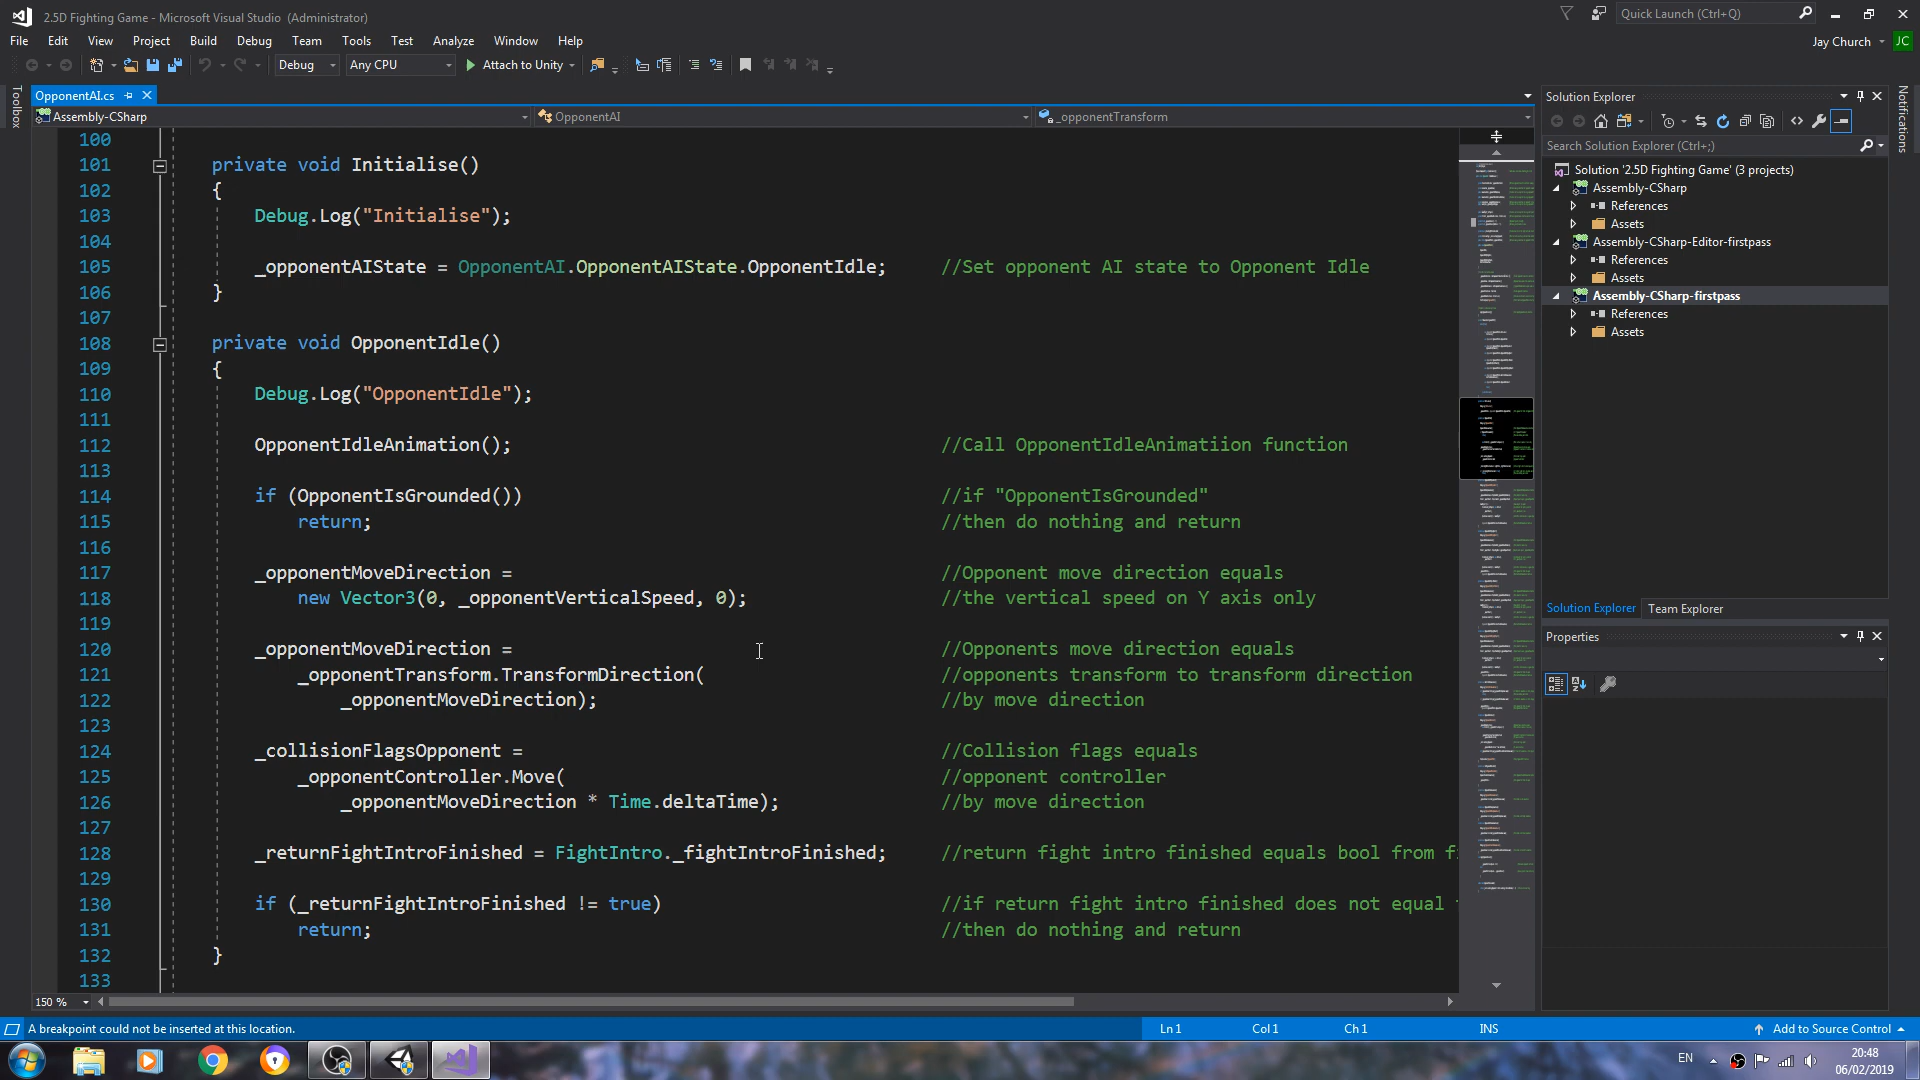 2.5D Fighting Game - Microsoft Visual Studio (Administrator)
Quick Launch (Ctrl+Q)
File Edit View Project Build Debug Team Tools Test Analyze Window Help
Jay Church JC
Debug Any CPU Attach to Unity
Toolbox
OpponentAI.cs
Assembly-CSharp OpponentAI _opponentTransform
100
101 private void Initialise()
102 {
103 Debug.Log("Initialise");
104
105 _opponentAIState = OpponentAI.OpponentAIState.OpponentIdle; //Set opponent AI state to Opponent Idle
106 }
107
108 private void OpponentIdle()
109 {
110 Debug.Log("OpponentIdle");
111
112 OpponentIdleAnimation(); //Call OpponentIdleAnimatiion function
113
114 if (OpponentIsGrounded()) //if "OpponentIsGrounded"
115 return; //then do nothing and return
116
117 _opponentMoveDirection = //Opponent move direction equals
118 new Vector3(0, _opponentVerticalSpeed, 0); //the vertical speed on Y axis only
119
120 _opponentMoveDirection = //Opponents move direction equals
121 _opponentTransform.TransformDirection( //opponents transform to transform direction
122 _opponentMoveDirection); //by move direction
123
124 _collisionFlagsOpponent = //Collision flags equals
125 _opponentController.Move( //opponent controller
126 _opponentMoveDirection * Time.deltaTime); //by move direction
127
128 _returnFightIntroFinished = FightIntro._fightIntroFinished; //return fight intro finished equals bool from
129
130 if (_returnFightIntroFinished != true) //if return fight intro finished does not equal
131 return; //then do nothing and return
132 }
133
150 %
Solution Explorer
Search Solution Explorer (Ctrl+;)
Solution '2.5D Fighting Game' (3 projects)
Assembly-CSharp
References
Assets
Assembly-CSharp-Editor-firstpass
References
Assets
Assembly-CSharp-firstpass
References
Assets
Solution Explorer Team Explorer
Properties
Notifications
A breakpoint could not be inserted at this location.
Ln 1 Col 1 Ch 1 INS
Add to Source Control
EN
20:48
06/02/2019